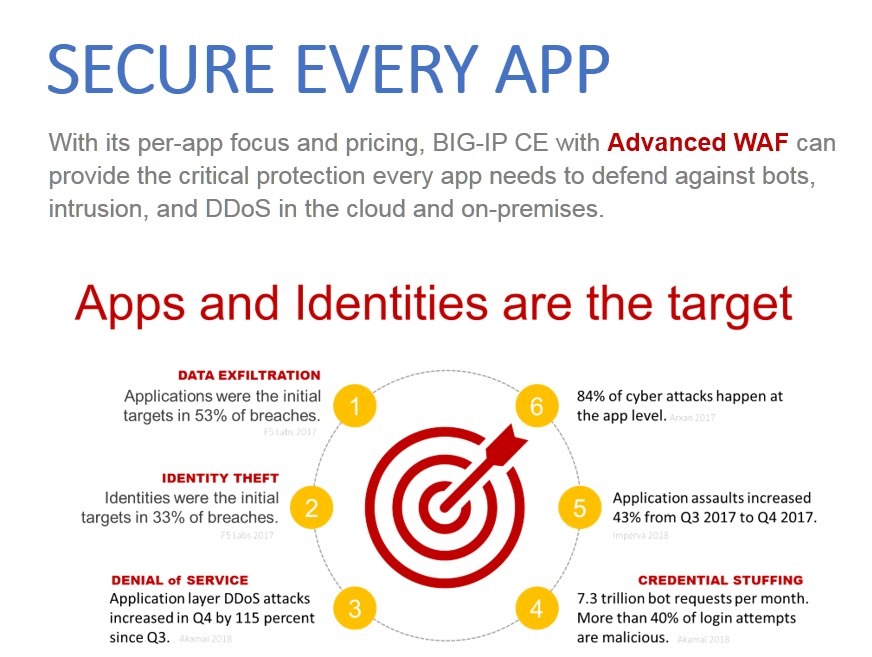 SECURE EVERY APP
With its per-app focus and pricing, BIG-IP CE with Advanced WAF can
provide the critical protection every app needs to defend against bots,
intrusion, and DDoS in the cloud and on-premises.
Apps and Identities are the target
DATA EXFILTRATION
Applications were the initial
targets in 53% of breaches.
F5 Labs 2017
1
IDENTITY THEFT
Identities were the initial
targets in 33% of breaches.
F5 Labs 2017
2
DENIAL of SERVICE
Application layer DDoS attacks
increased in Q4 by 115 percent
since Q3. Akamai 2018
3
CREDENTIAL STUFFING
7.3 trillion bot requests per month.
More than 40% of login attempts
are malicious. Akamai 2018
4
Application assaults increased
43% from Q3 2017 to Q4 2017.
Imperva 2018
5
84% of cyber attacks happen at
the app level. Arxan 2017
6